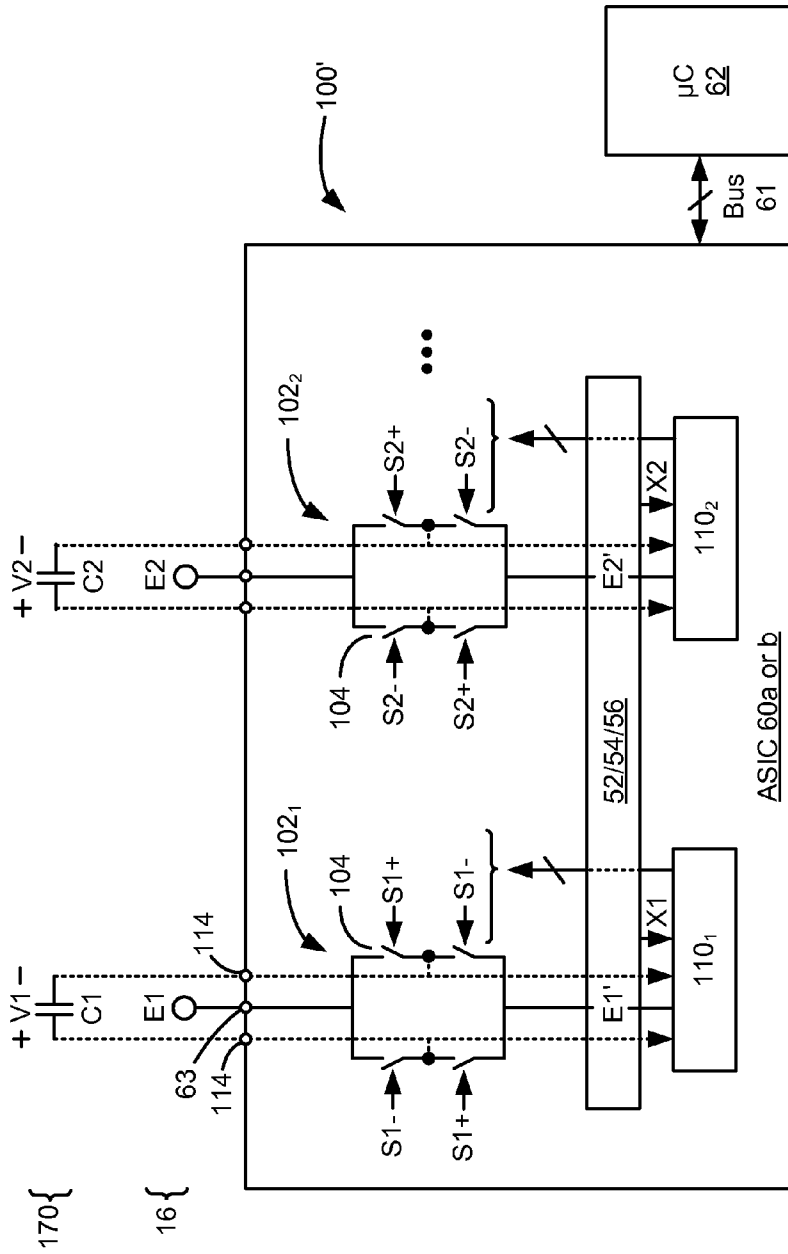 170{
16{
+ V1 −
C1
+ V2 −
C2
E1
E2
114
63
114
100'
102₁
102₂
104
104
S1-
S1+
S1+
S1-
S2-
S2+
S2+
S2-
•••
52/54/56
E1'
E2'
X1
X2
110₁
110₂
ASIC 60a or b
Bus
61
µC
62